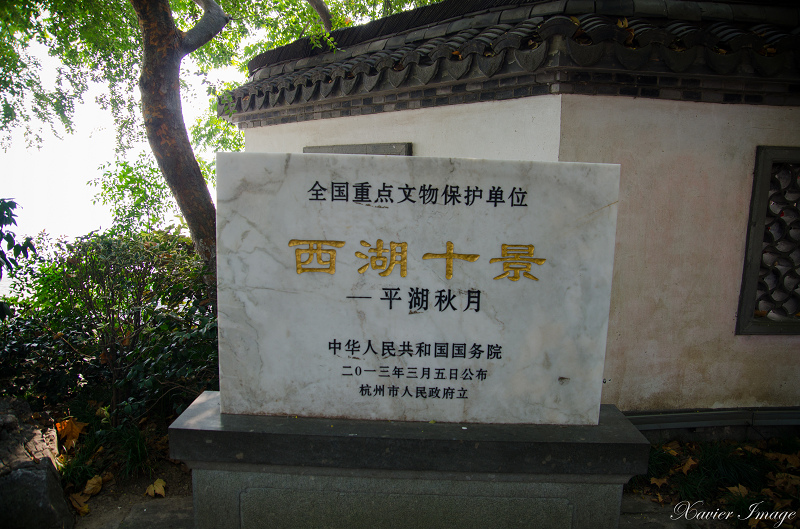 全国重点文物保护单位
西湖十景
—平湖秋月
中华人民共和国国务院
二0一三年三月五日公布
杭州市人民政府立
Xavier Image